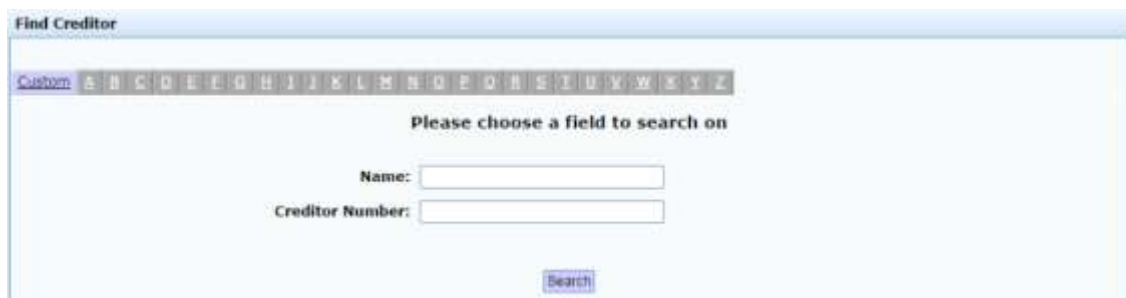 Find Creditor
Custom A B C D E F G H I J K L M N O P Q R S T U V W X Y Z
Please choose a field to search on
Name:
Creditor Number:
Search